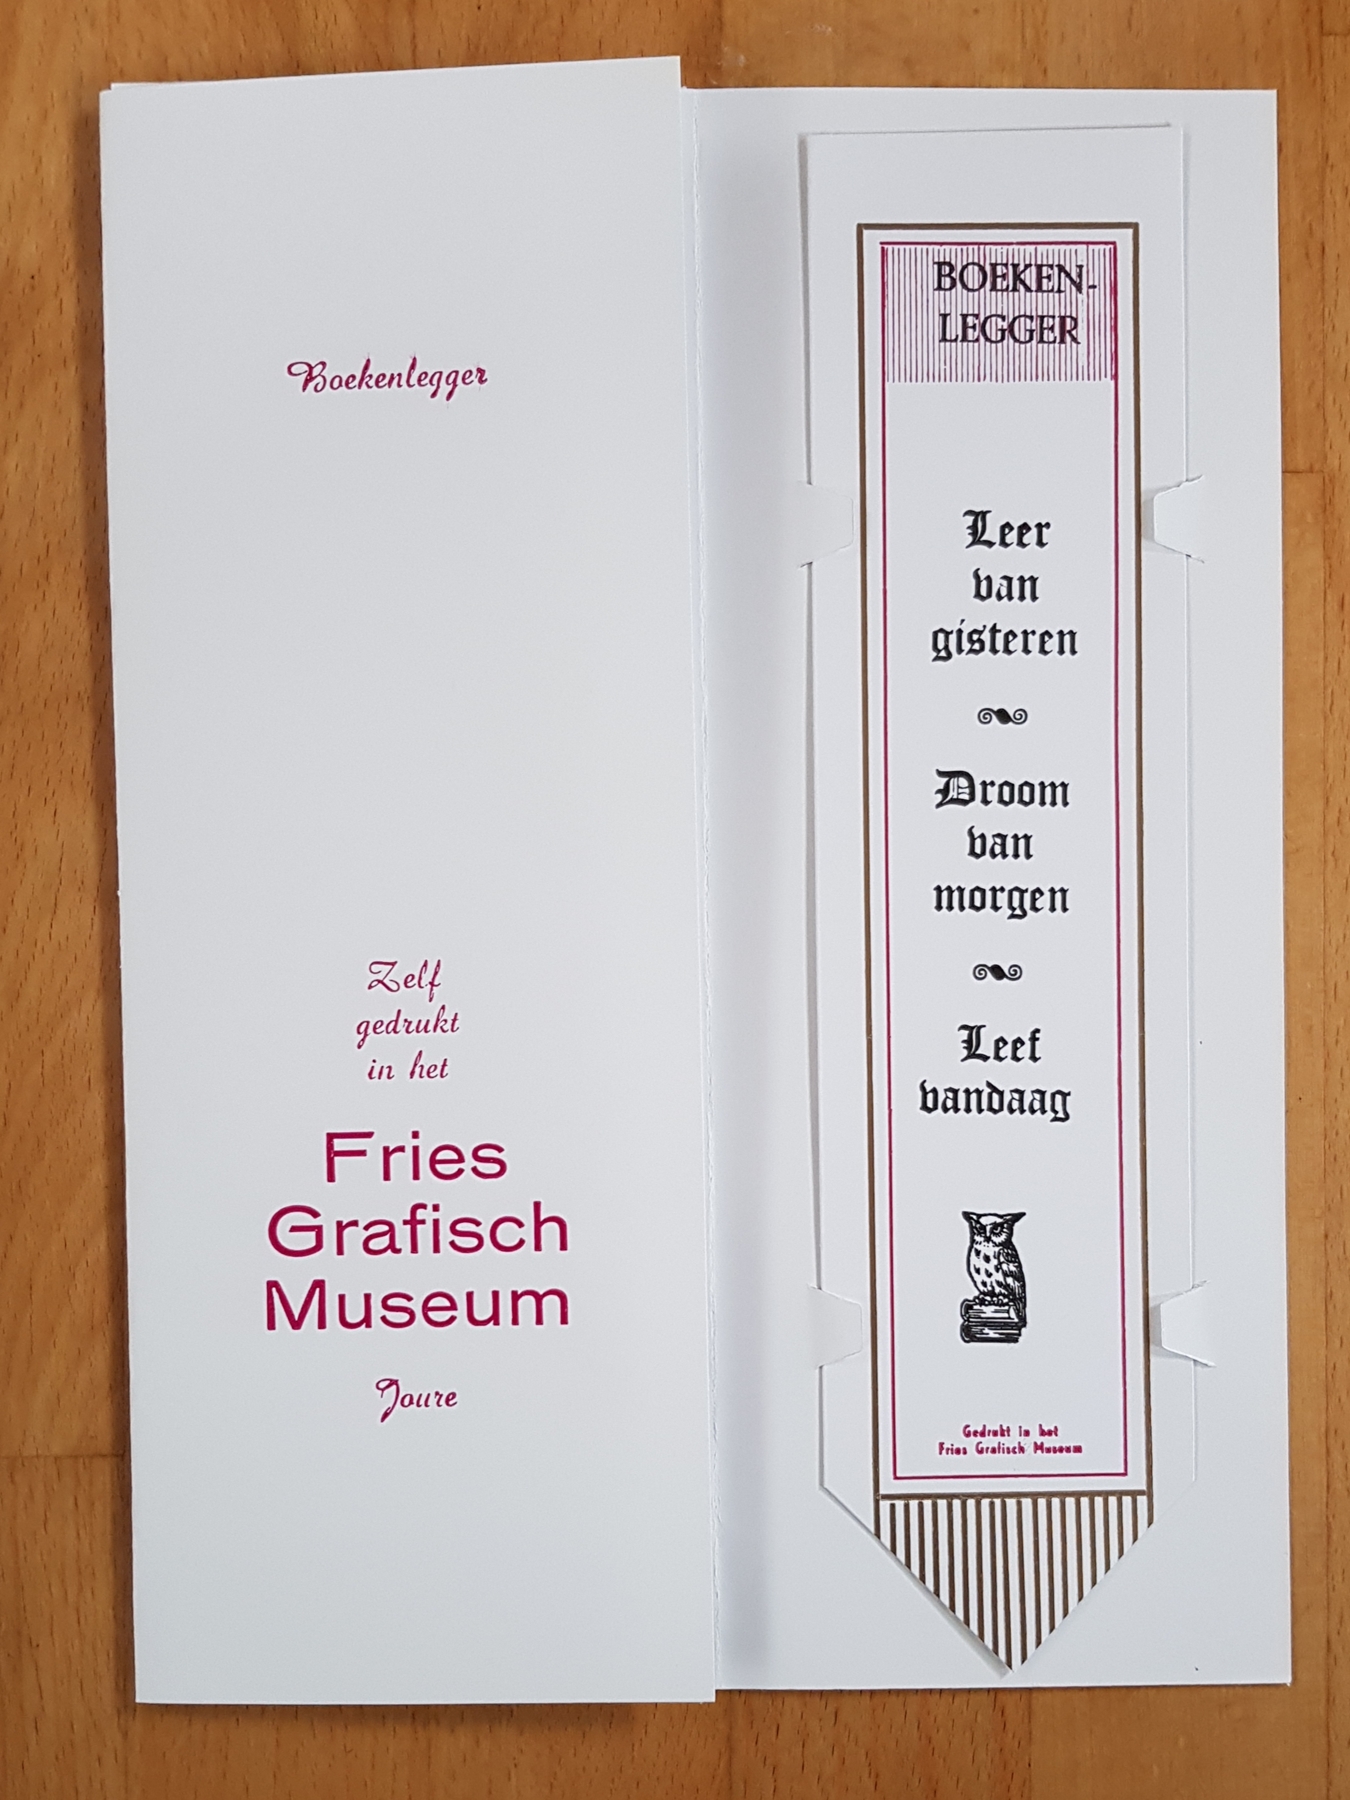 Boekenlegger
Zelf
gedrukt
in het
Fries
Grafisch
Museum
Joure
BOEKEN-
LEGGER
Leer
van
gisteren
Droom
van
morgen
Leef
vandaag
Gedrukt in het
Fries Grafisch Museum